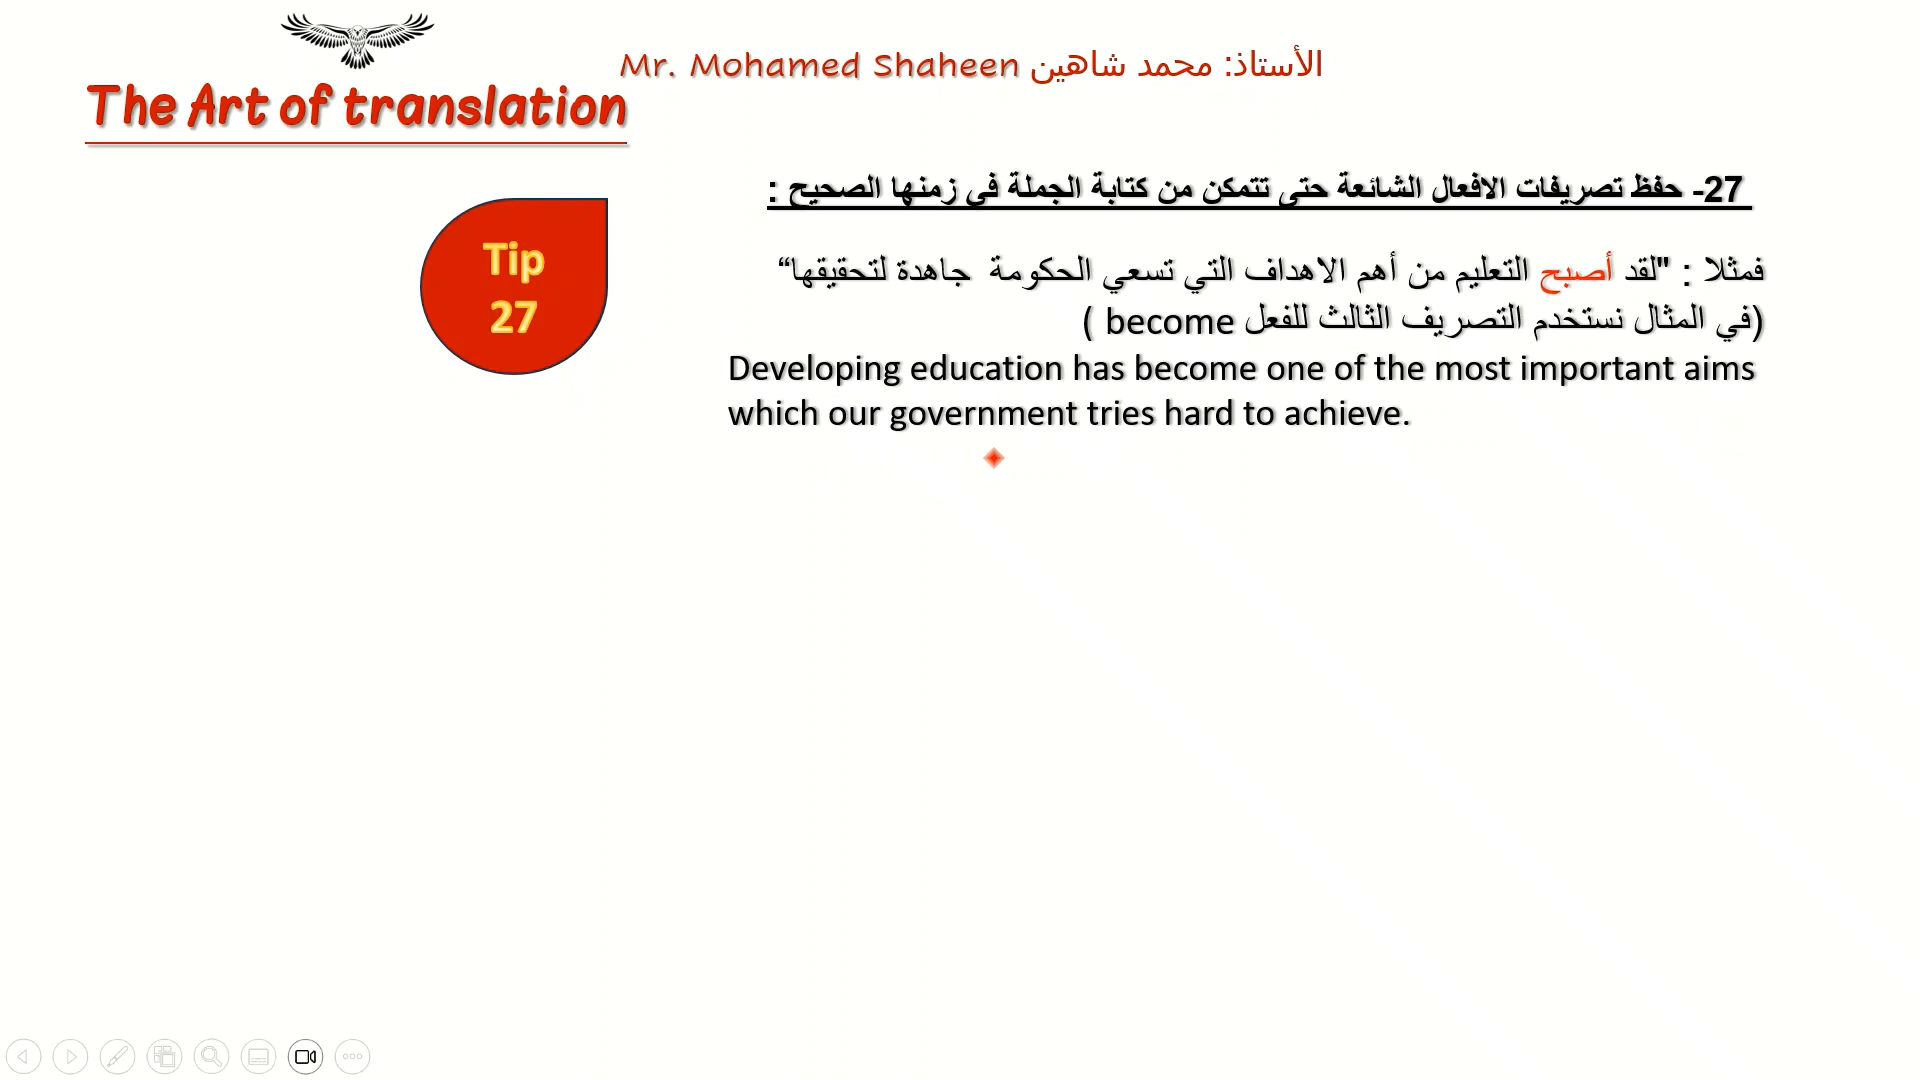 Mr. Mohamed Shaheen الأستاذ: محمد شاهين
The Art of translation
27- حفظ تصريفات الافعال الشائعة حتى تتمكن من كتابة الجملة في زمنها الصحيح :
Tip
27
فمثلا : "لقد أصبح التعليم من أهم الاهداف التي تسعي الحكومة جاهدة لتحقيقها“
(في المثال نستخدم التصريف الثالث للفعل become )
Developing education has become one of the most important aims
which our government tries hard to achieve.